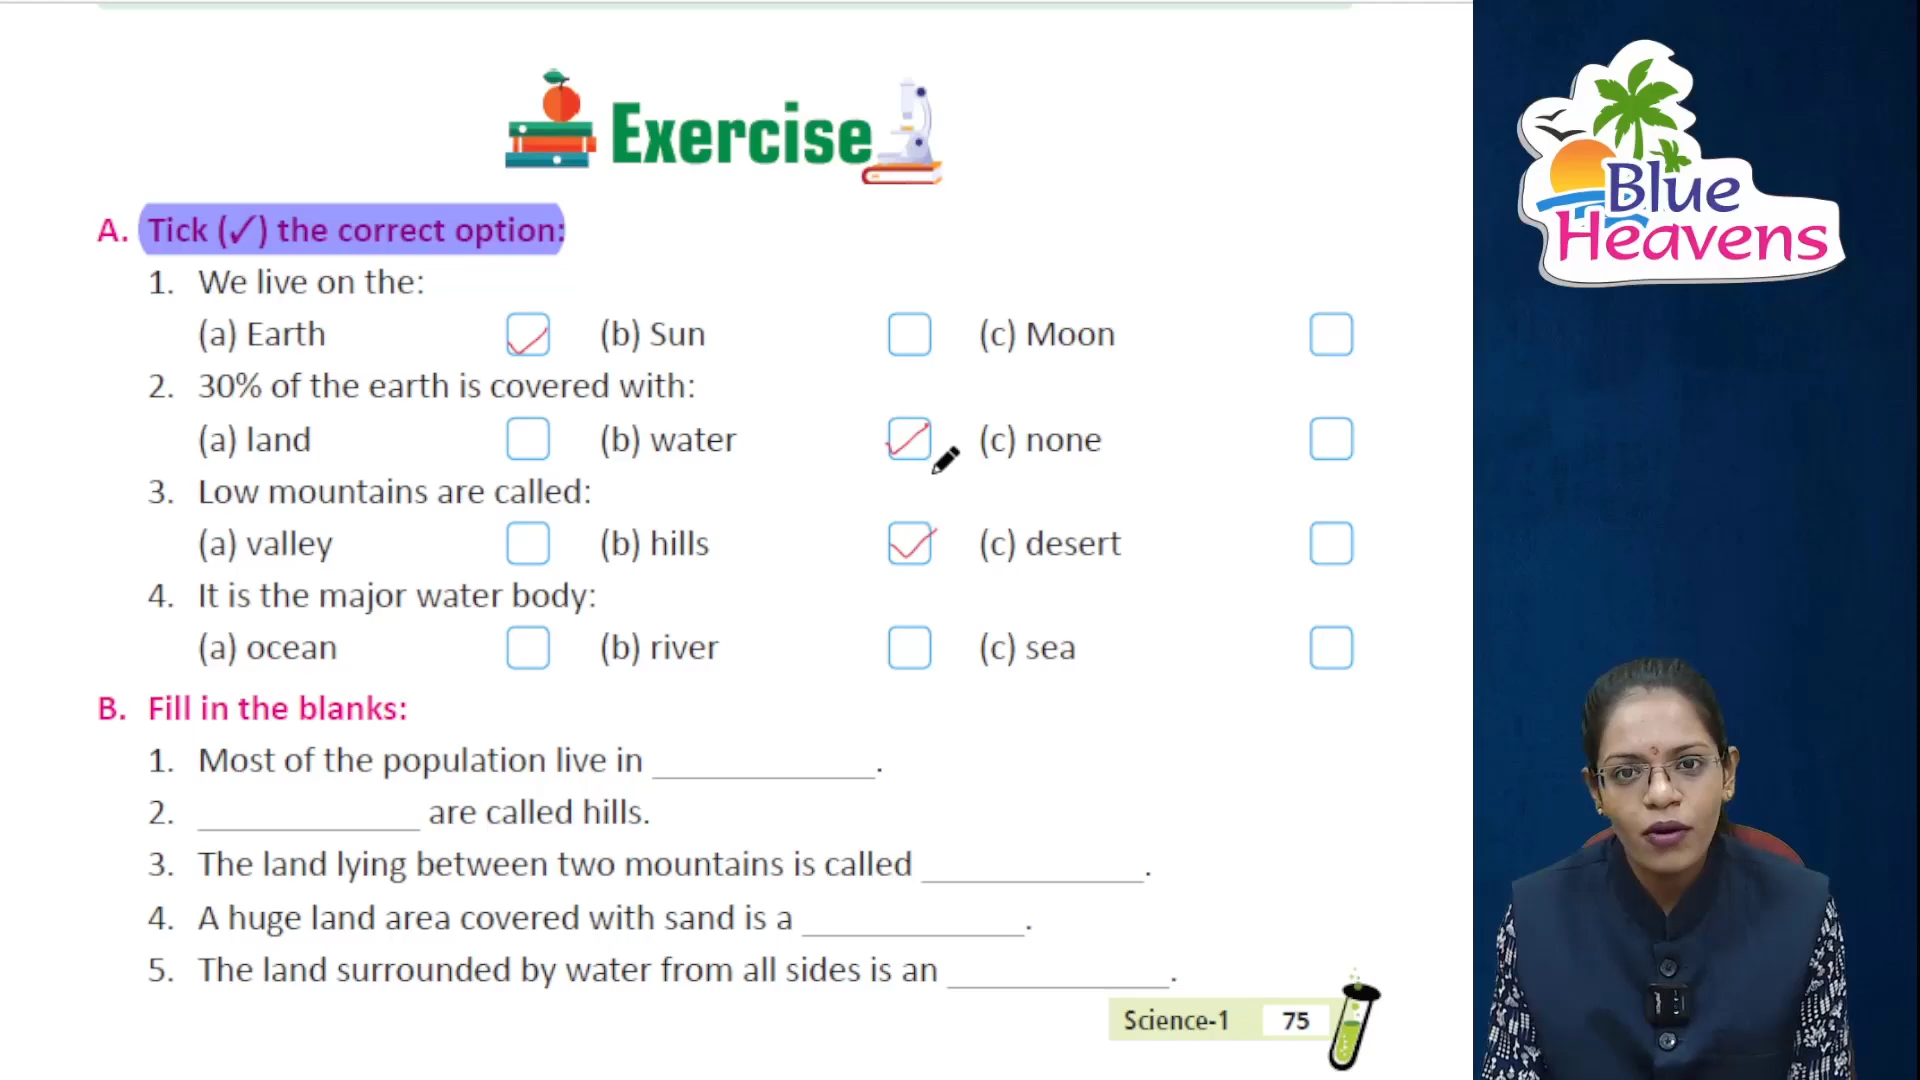 Exercise
Blue
Heavens
A. Tick (✓) the correct option:
1. We live on the:
(a) Earth (b) Sun (c) Moon
2. 30% of the earth is covered with:
(a) land (b) water (c) none
3. Low mountains are called:
(a) valley (b) hills (c) desert
4. It is the major water body:
(a) ocean (b) river (c) sea
B. Fill in the blanks:
1. Most of the population live in ____________.
2. ____________ are called hills.
3. The land lying between two mountains is called ____________.
4. A huge land area covered with sand is a ____________.
5. The land surrounded by water from all sides is an ____________.
Science-1 75